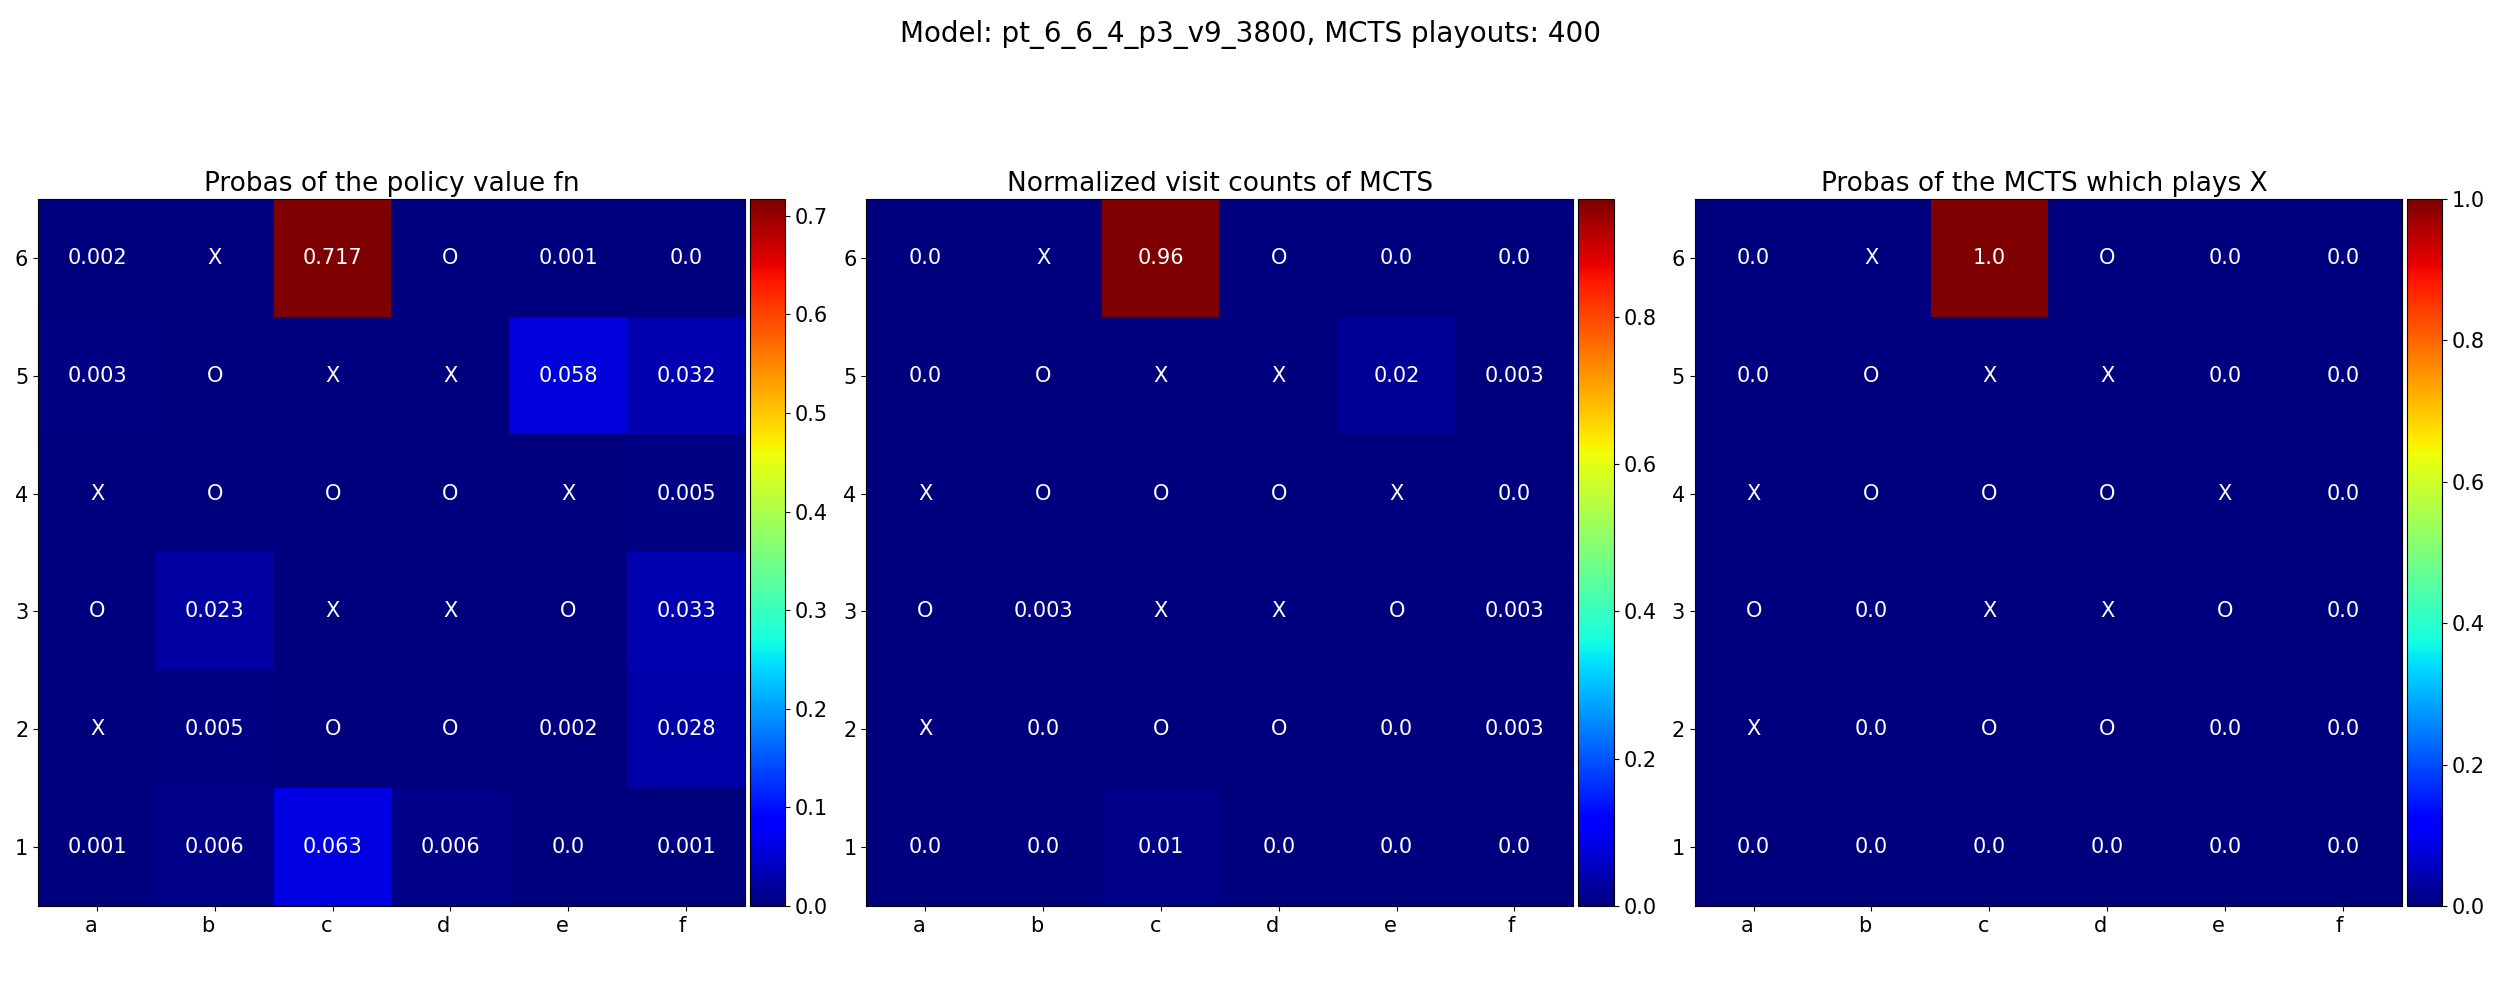 Model: pt_6_6_4_p3_v9_3800, MCTS playouts: 400
Probas of the policy value fn
6 0.002 X 0.717 O 0.001 0.0
5 0.003 O X X 0.058 0.032
4 X O O O X 0.005
3 O 0.023 X X O 0.033
2 X 0.005 O O 0.002 0.028
1 0.001 0.006 0.063 0.006 0.0 0.001
a b c d e f
0.7
0.6
0.5
0.4
0.3
0.2
0.1
0.0
Normalized visit counts of MCTS
6 0.0 X 0.96 O 0.0 0.0
5 0.0 O X X 0.02 0.003
4 X O O O X 0.0
3 O 0.003 X X O 0.003
2 X 0.0 O O 0.0 0.003
1 0.0 0.0 0.01 0.0 0.0 0.0
a b c d e f
0.8
0.6
0.4
0.2
0.0
Probas of the MCTS which plays X
6 0.0 X 1.0 O 0.0 0.0
5 0.0 O X X 0.0 0.0
4 X O O O X 0.0
3 O 0.0 X X O 0.0
2 X 0.0 O O 0.0 0.0
1 0.0 0.0 0.0 0.0 0.0 0.0
a b c d e f
1.0
0.8
0.6
0.4
0.2
0.0